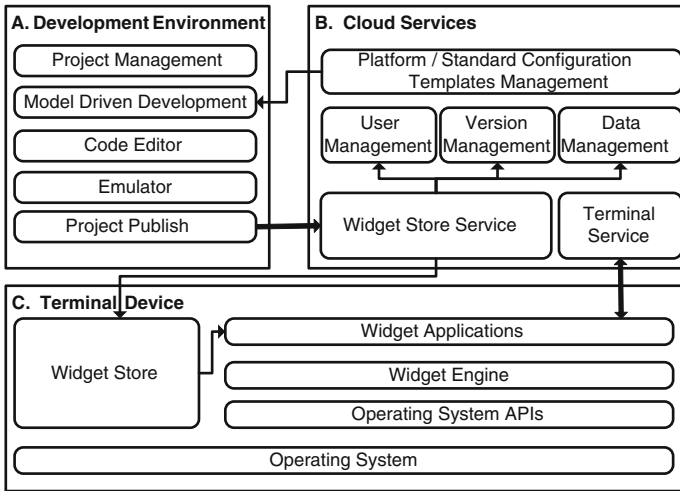 A. Development Environment
Project Management
Model Driven Development
Code Editor
Emulator
Project Publish
B. Cloud Services
Platform / Standard Configuration
Templates Management
User
Management
Version
Management
Data
Management
Widget Store Service
Terminal
Service
C. Terminal Device
Widget Store
Widget Applications
Widget Engine
Operating System APIs
Operating System